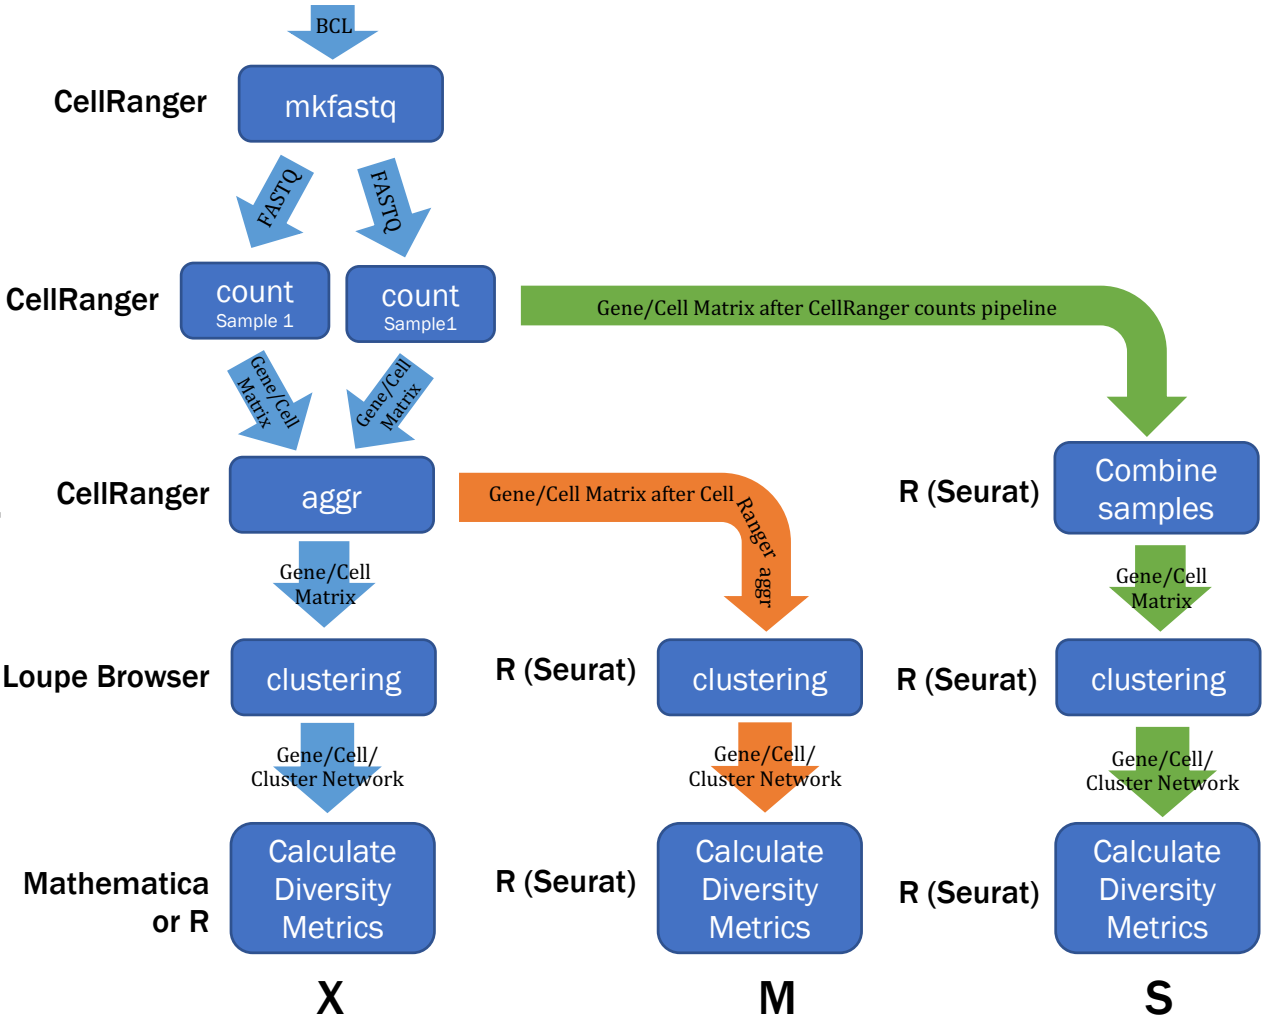 BCL
CellRanger
mkfastq
FASTQ
FASTQ
CellRanger
count
Sample 1
count
Sample1
Gene/Cell Matrix after CellRanger counts pipeline
Gene/Cell
Matrix
Gene/Cell
Matrix
CellRanger
aggr
Gene/Cell Matrix after Cell Ranger aggr
R (Seurat)
Combine
samples
Gene/Cell
Matrix
Gene/Cell
Matrix
Loupe Browser
clustering
R (Seurat)
clustering
R (Seurat)
clustering
Gene/Cell/
Cluster Network
Gene/Cell/
Cluster Network
Gene/Cell/
Cluster Network
Mathematica
or R
Calculate
Diversity
Metrics
R (Seurat)
Calculate
Diversity
Metrics
R (Seurat)
Calculate
Diversity
Metrics
X
M
S